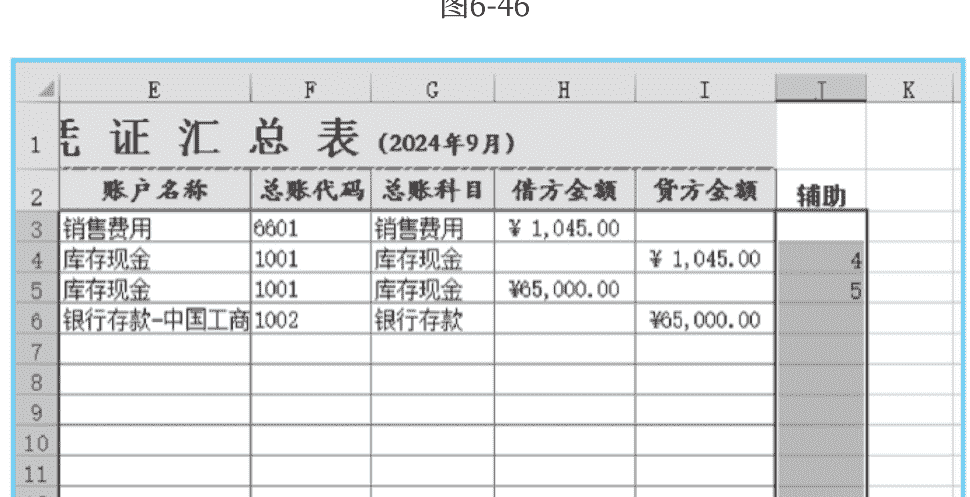 图6-46
E F G H I J K
1 凭 证 汇 总 表 (2024年9月)
2 账户名称 总账代码 总账科目 借方金额 贷方金额 辅助
3 销售费用 6601 销售费用 ¥ 1,045.00
4 库存现金 1001 库存现金 ¥ 1,045.00 4
5 库存现金 1001 库存现金 ¥65,000.00 5
6 银行存款-中国工商 1002 银行存款 ¥65,000.00
7
8
9
10
11